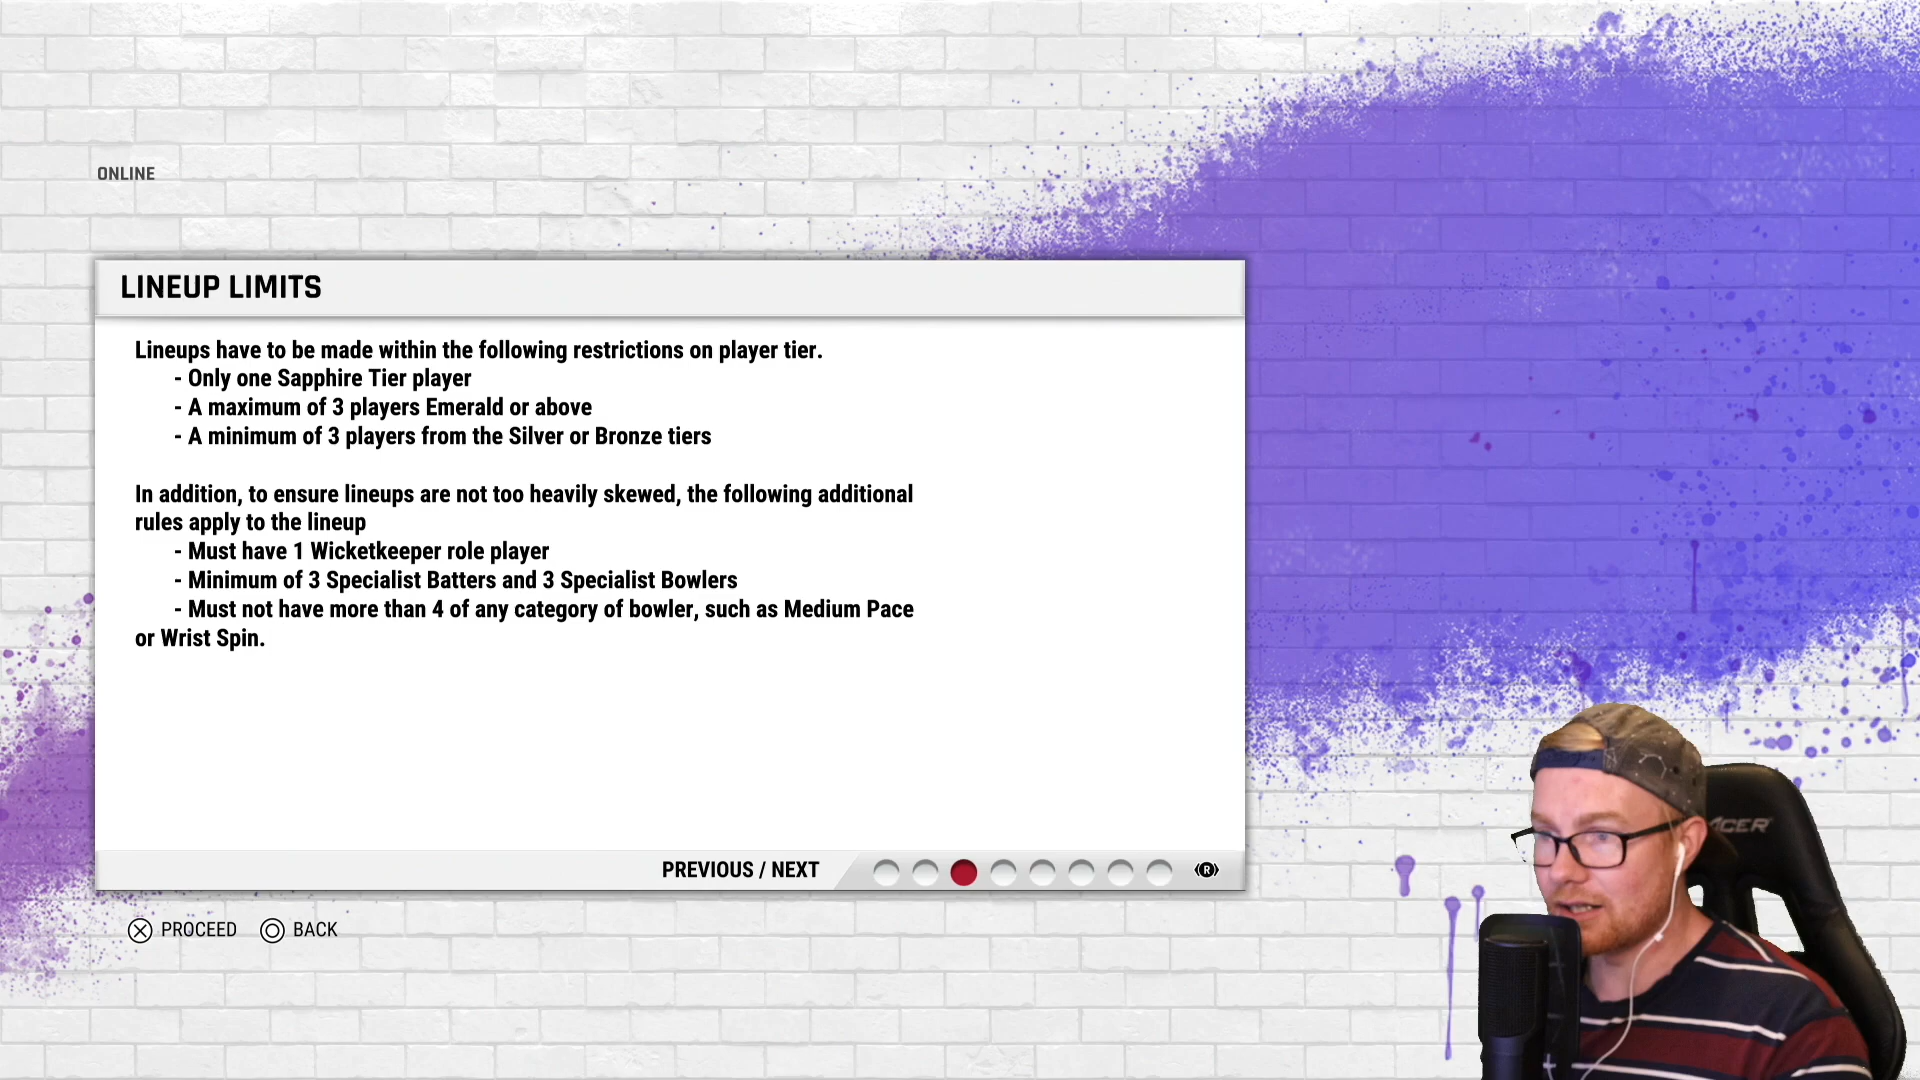 ONLINE
LINEUP LIMITS
Lineups have to be made within the following restrictions on player tier.
- Only one Sapphire Tier player
- A maximum of 3 players Emerald or above
- A minimum of 3 players from the Silver or Bronze tiers
In addition, to ensure lineups are not too heavily skewed, the following additional
rules apply to the lineup
- Must have 1 Wicketkeeper role player
- Minimum of 3 Specialist Batters and 3 Specialist Bowlers
- Must not have more than 4 of any category of bowler, such as Medium Pace
or Wrist Spin.
PREVIOUS / NEXT
R
PROCEED
BACK